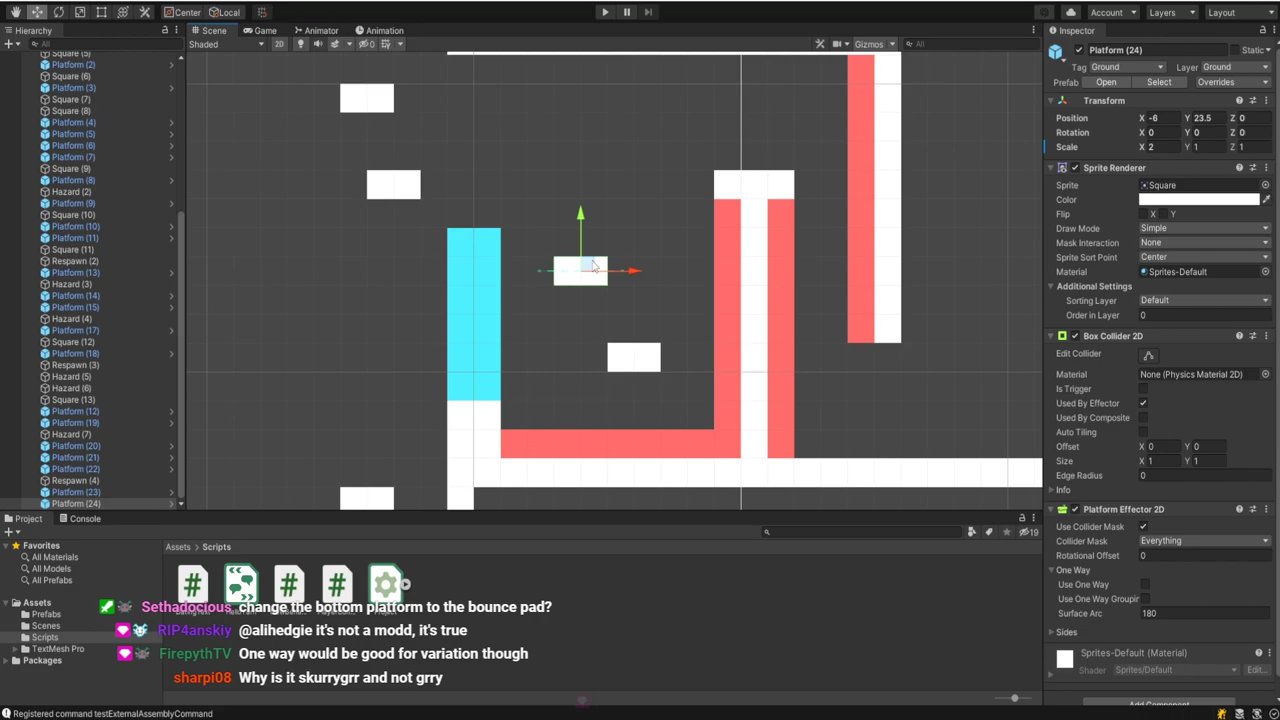 Center
Local
Account
Layers
Layout
Hierarchy
Scene
Game
Animator
Animation
Inspector
All
Shaded
2D
0
Gizmos
All
Square (5)
Platform (2)
Square (6)
Platform (3)
Square (7)
Square (8)
Platform (4)
Platform (5)
Platform (6)
Platform (7)
Square (9)
Platform (8)
Hazard (2)
Platform (9)
Square (10)
Platform (10)
Platform (11)
Square (11)
Respawn (2)
Platform (13)
Hazard (3)
Platform (14)
Platform (15)
Hazard (4)
Platform (17)
Square (12)
Platform (18)
Respawn (3)
Hazard (5)
Hazard (6)
Square (13)
Platform (12)
Platform (19)
Hazard (7)
Platform (20)
Platform (21)
Platform (22)
Respawn (4)
Platform (23)
Platform (24)
Platform (24)
Static
Tag Ground Layer Ground
Prefab Open Select Overrides
Transform
Position X -6 Y 23.5 Z 0
Rotation X 0 Y 0 Z 0
Scale X 2 Y 1 Z 1
Sprite Renderer
Sprite Square
Color
Flip X Y
Draw Mode Simple
Mask Interaction None
Sprite Sort Point Center
Material Sprites-Default
Additional Settings
Sorting Layer Default
Order in Layer 0
Box Collider 2D
Edit Collider
Material None (Physics Material 2D)
Is Trigger
Used By Effector
Used By Composite
Auto Tiling
Offset X 0 Y 0
Size X 1 Y 1
Edge Radius 0
Info
Platform Effector 2D
Use Collider Mask
Collider Mask Everything
Rotational Offset 0
One Way
Use One Way
Use One Way Groupin
Surface Arc 180
Sides
Sprites-Default (Material)
Shader Sprites/Default Edit...
Add Component
Project
Console
19
Favorites
All Materials
All Models
All Prefabs
Assets
Prefabs
Scenes
Scripts
TextMesh Pro
Packages
Assets > Scripts
Sethadocious change the bottom platform to the bounce pad?
RIP4anskiy @alihedgie it's not a modd, it's true
FirepythTV One way would be good for variation though
sharpi08 Why is it skurrygrr and not grry
Registered command testExternalAssemblyCommand